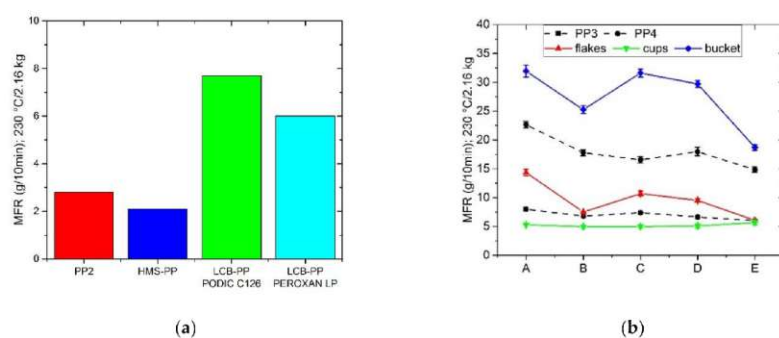 MFR (g/10min); 230 °C/2.16 kg
10
8
6
4
2
0
PP2
HMS-PP
LCB-PP
PODIC C126
LCB-PP
PEROXAN LP
(a)
MFR (g/10min); 230 °C/2.16 kg
40
35
30
25
20
15
10
5
0
PP3 PP4
flakes cups bucket
A B C D E
(b)